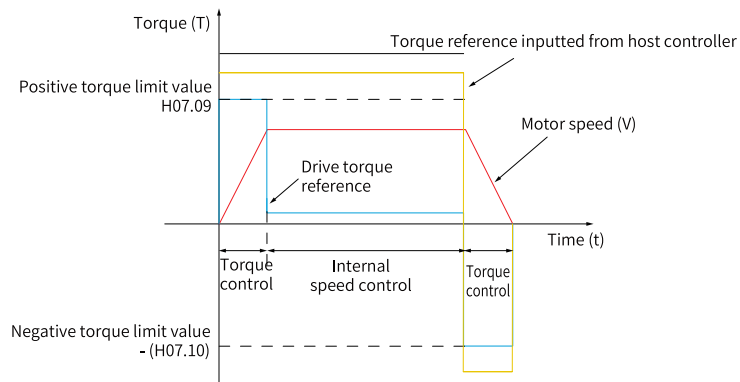 Torque (T)
Torque reference inputted from host controller
Positive torque limit value
H07.09
Motor speed (V)
Drive torque
reference
Time (t)
Torque
control
Internal
speed control
Torque
control
Negative torque limit value
- (H07.10)